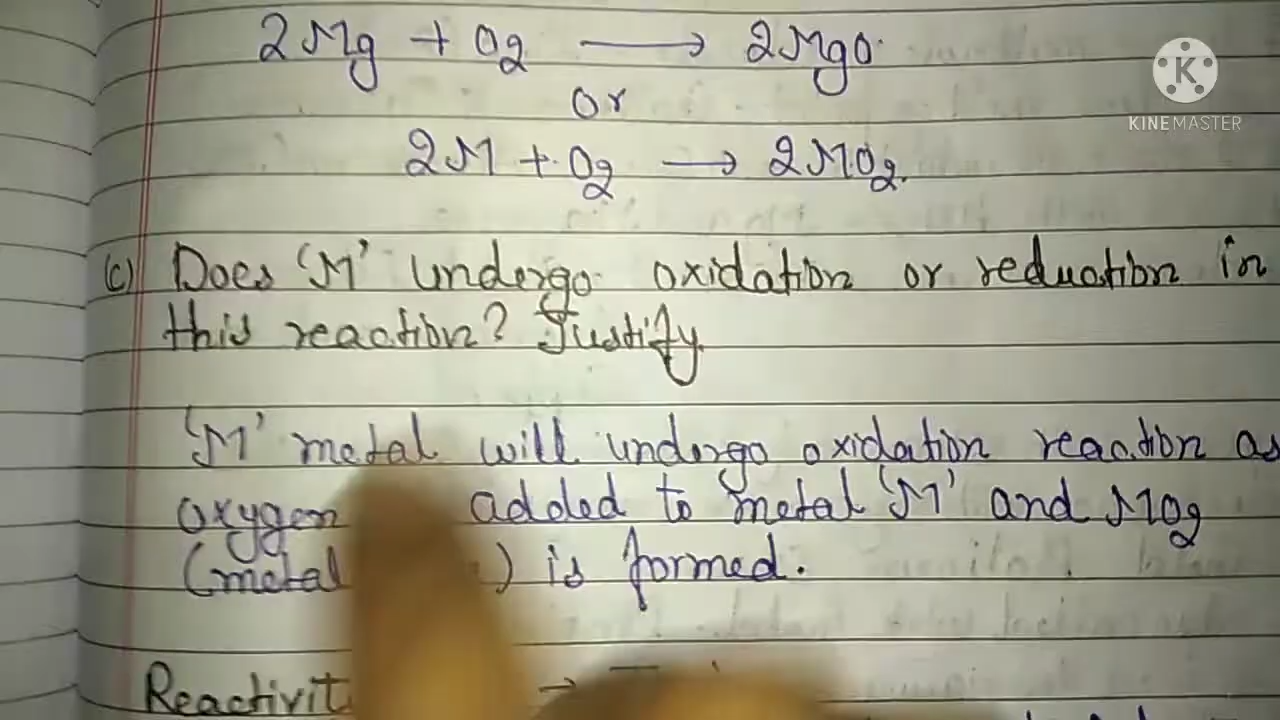 2Mg + O2 → 2MgO.
K
KINEMASTER
or
2M + O2 → 2MO2.
(c) Does 'M' undergo oxidation or reduction in
this reaction? Justify
'M' metal will undergo oxidation reaction as
oxygen added to metal 'M' and MO2
(metal ) is formed.
→